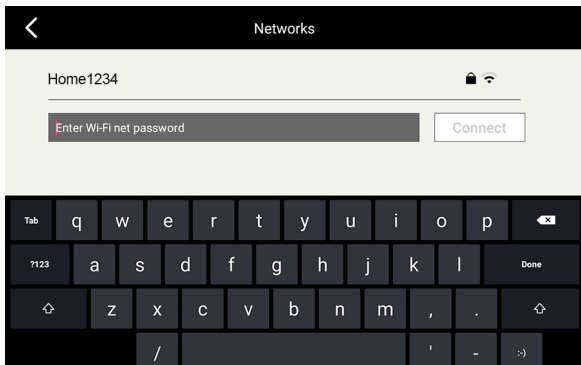 Networks
Home1234
Enter Wi-Fi net password
Connect
Tab q w e r t y u i o p
?123 a s d f g h j k l Done
z x c v b n m , .
/ ' - :-)